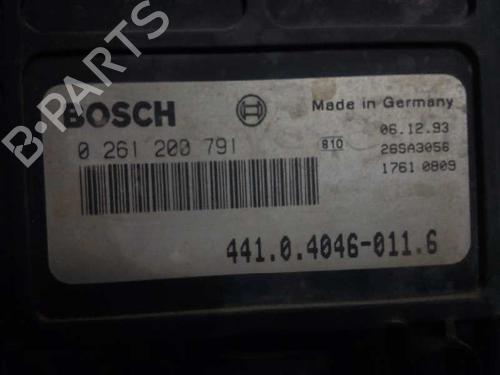 B-PARTS
BOSCH
Made in Germany
0 261 200 791
810
06.12.93
26SA3056
1761 0809
441.0.4046-011.6